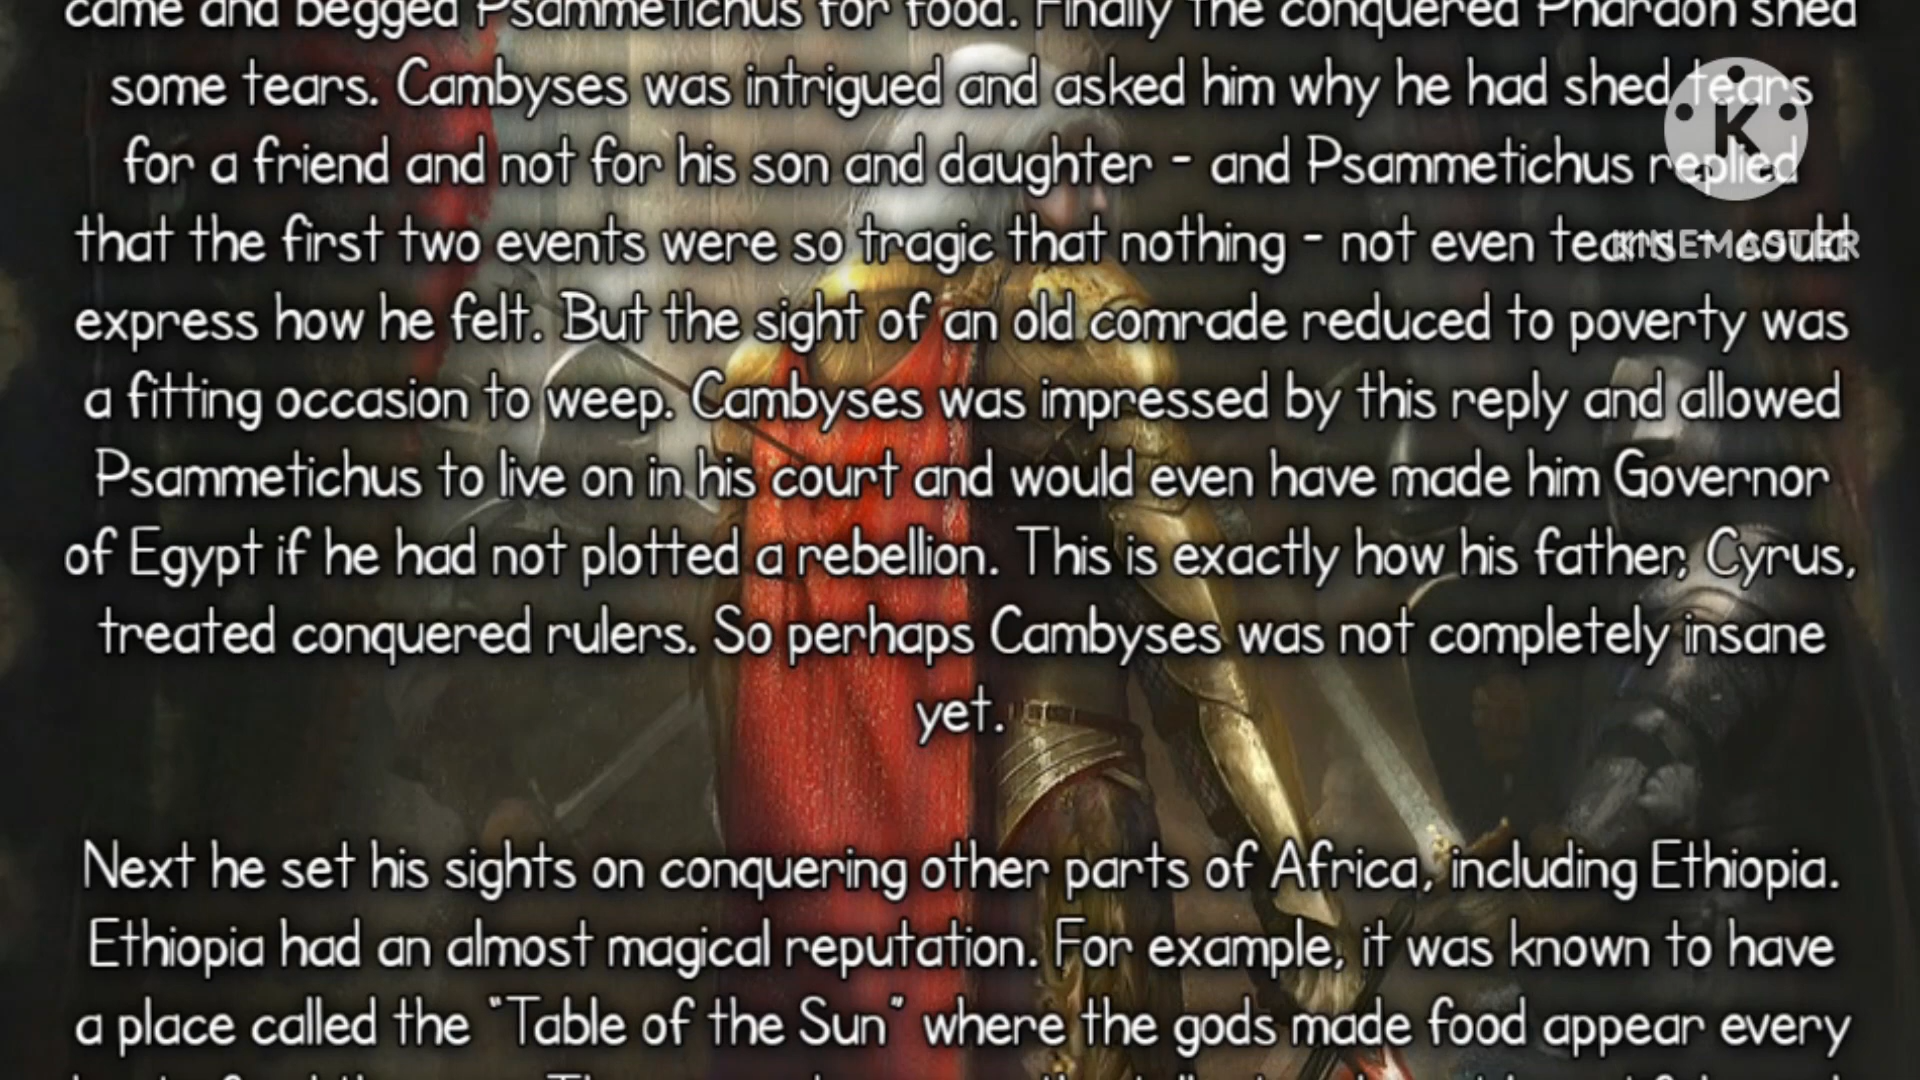 came and begged Psammetichus for food. Finally the conquered Pharaoh shed
some tears. Cambyses was intrigued and asked him why he had shed tears
for a friend and not for his son and daughter - and Psammetichus replied
that the first two events were so tragic that nothing - not even tears - could
express how he felt. But the sight of an old comrade reduced to poverty was
a fitting occasion to weep. Cambyses was impressed by this reply and allowed
Psammetichus to live on in his court and would even have made him Governor
of Egypt if he had not plotted a rebellion. This is exactly how his father, Cyrus,
treated conquered rulers. So perhaps Cambyses was not completely insane
yet.
Next he set his sights on conquering other parts of Africa, including Ethiopia.
Ethiopia had an almost magical reputation. For example, it was known to have
a place called the "Table of the Sun" where the gods made food appear every
K
KINEMASTER